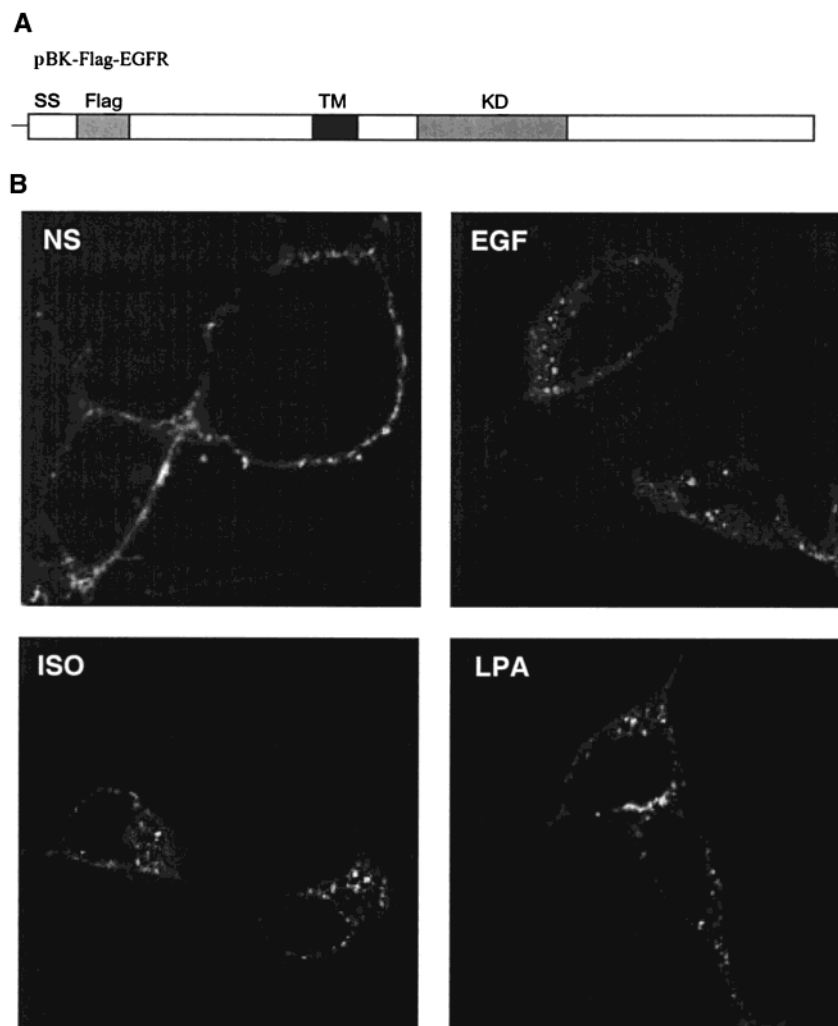 A
pBK-Flag-EGFR
SS Flag TM KD
B
NS EGF
ISO LPA